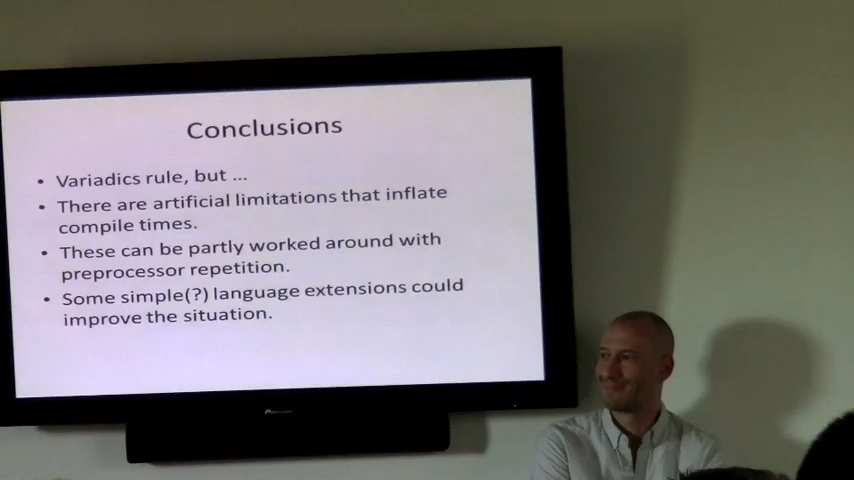 Conclusions
• Variadics rule, but ...
• There are artificial limitations that inflate
compile times.
• These can be partly worked around with
preprocessor repetition.
• Some simple(?) language extensions could
improve the situation.